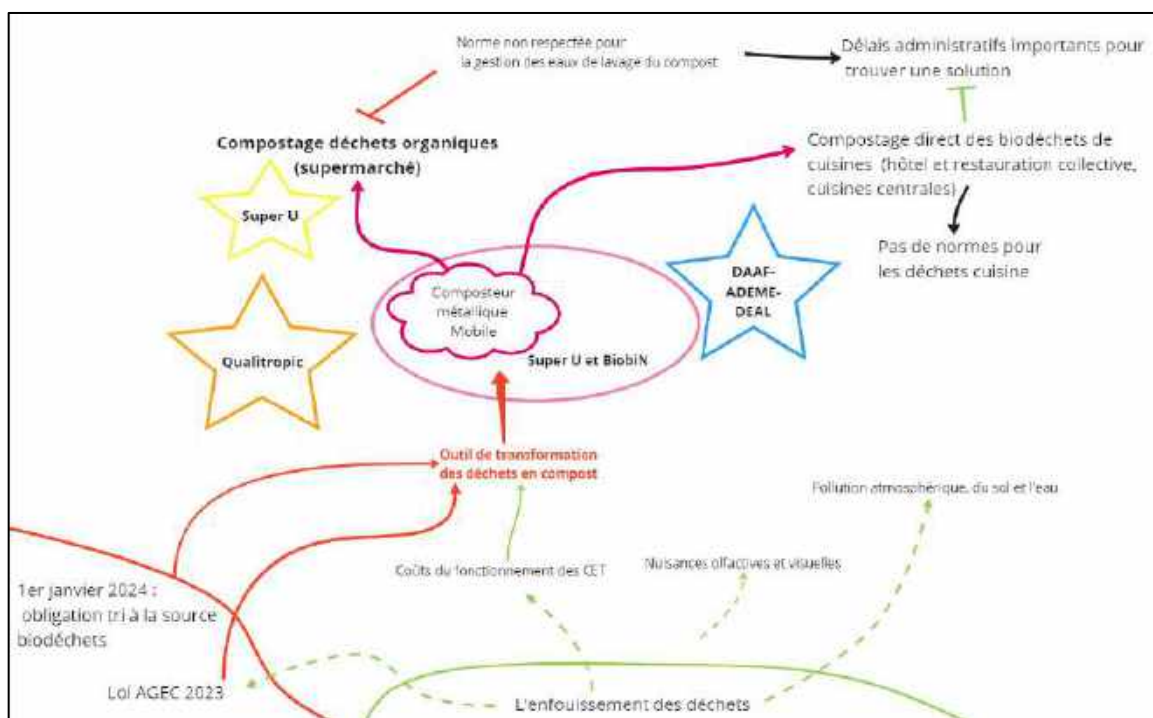 Norme non respectée pour
la gestion des eaux de lavage du compost
Délais administratifs importants pour
trouver une solution
Compostage déchets organiques
(supermarché)
Compostage direct des biodéchets de
cuisines (hôtel et restauration collective,
cuisines centrales)
Super U
Pas de normes pour
les déchets cuisine
DAAF-
ADEME-
DEAL
Composteur
métallique
Mobile
Super U et BiobiN
Qualitropic
Outil de transformation
des déchets en compost
Pollution atmosphérique, du sol et l'eau
Coûts du fonctionnement des CET
Nuisances olfactives et visuelles
1er janvier 2024 :
obligation tri à la source
biodéchets
Loi AGEC 2023
L'enfouissement des déchets